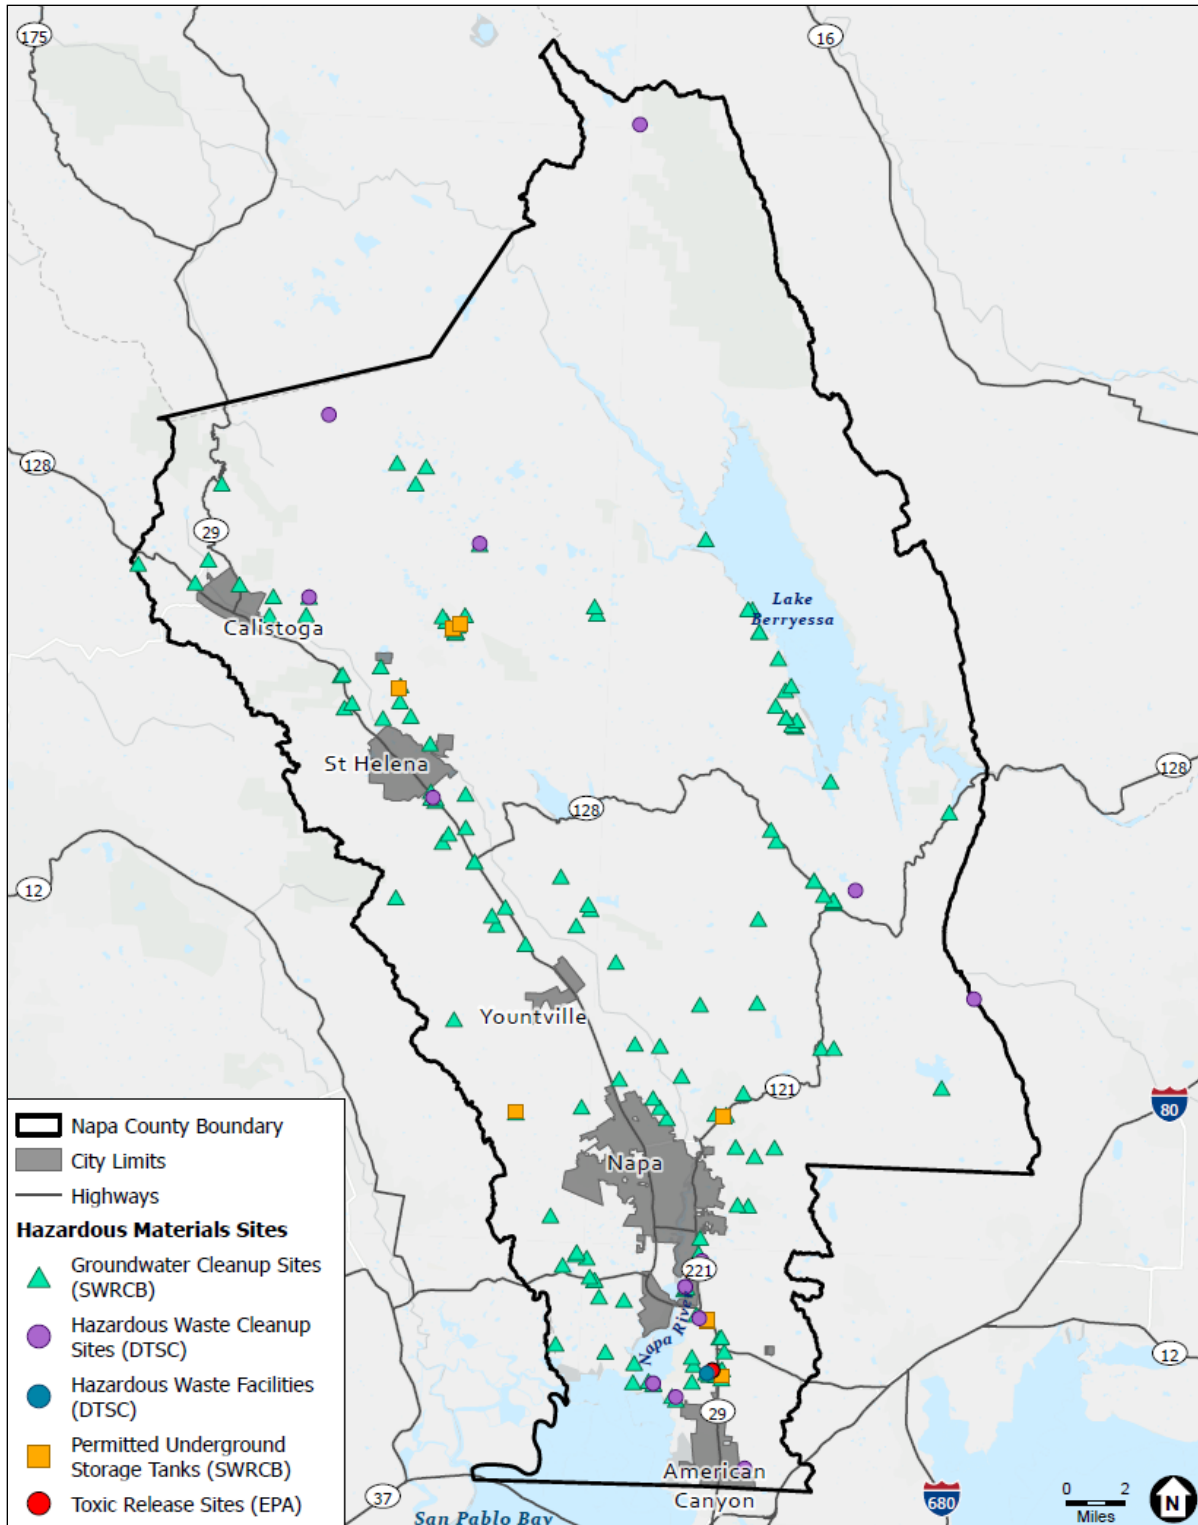 175
16
128
29
Calistoga
Lake
Berryessa
St Helena
128
128
12
Yountville
121
80
Napa
221
Napa River
12
29
American
Canyon
37
San Pablo Bay
680
0 2
Miles
N
Napa County Boundary
City Limits
Highways
Hazardous Materials Sites
Groundwater Cleanup Sites
(SWRCB)
Hazardous Waste Cleanup
Sites (DTSC)
Hazardous Waste Facilities
(DTSC)
Permitted Underground
Storage Tanks (SWRCB)
Toxic Release Sites (EPA)